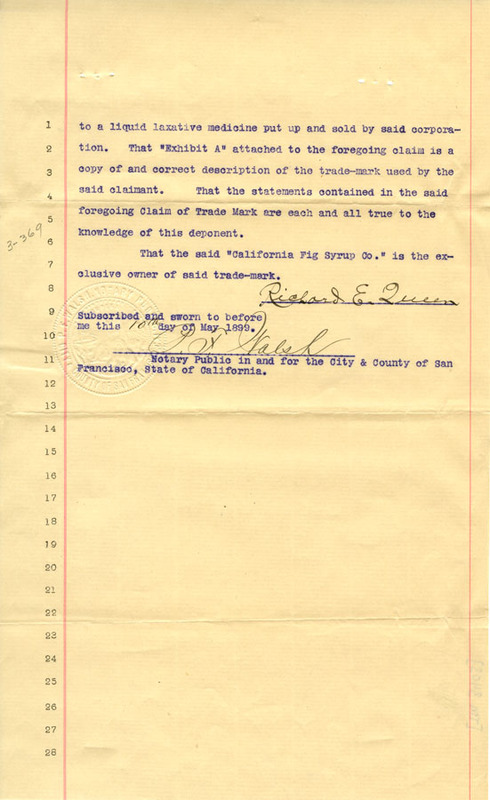 1 to a liquid laxative medicine put up and sold by said corpora-
2 tion. That "Exhibit A" attached to the foregoing claim is a
3 copy of and correct description of the trade-mark used by the
4 said claimant. That the statements contained in the said
5 foregoing Claim of Trade Mark are each and all true to the
3-369
6 knowledge of this deponent.
7 That the said "California Fig Syrup Co." is the ex-
8 clusive owner of said trade-mark.
Richard E. Queen
9 Subscribed and sworn to before
10 me this 10th day of May 1899.
P. A. Walsh
11 Notary Public in and for the City & County of San
Francisco, State of California.
12
13
14
15
16
17
18
19
20
21
22
23
24
25
26
27
28